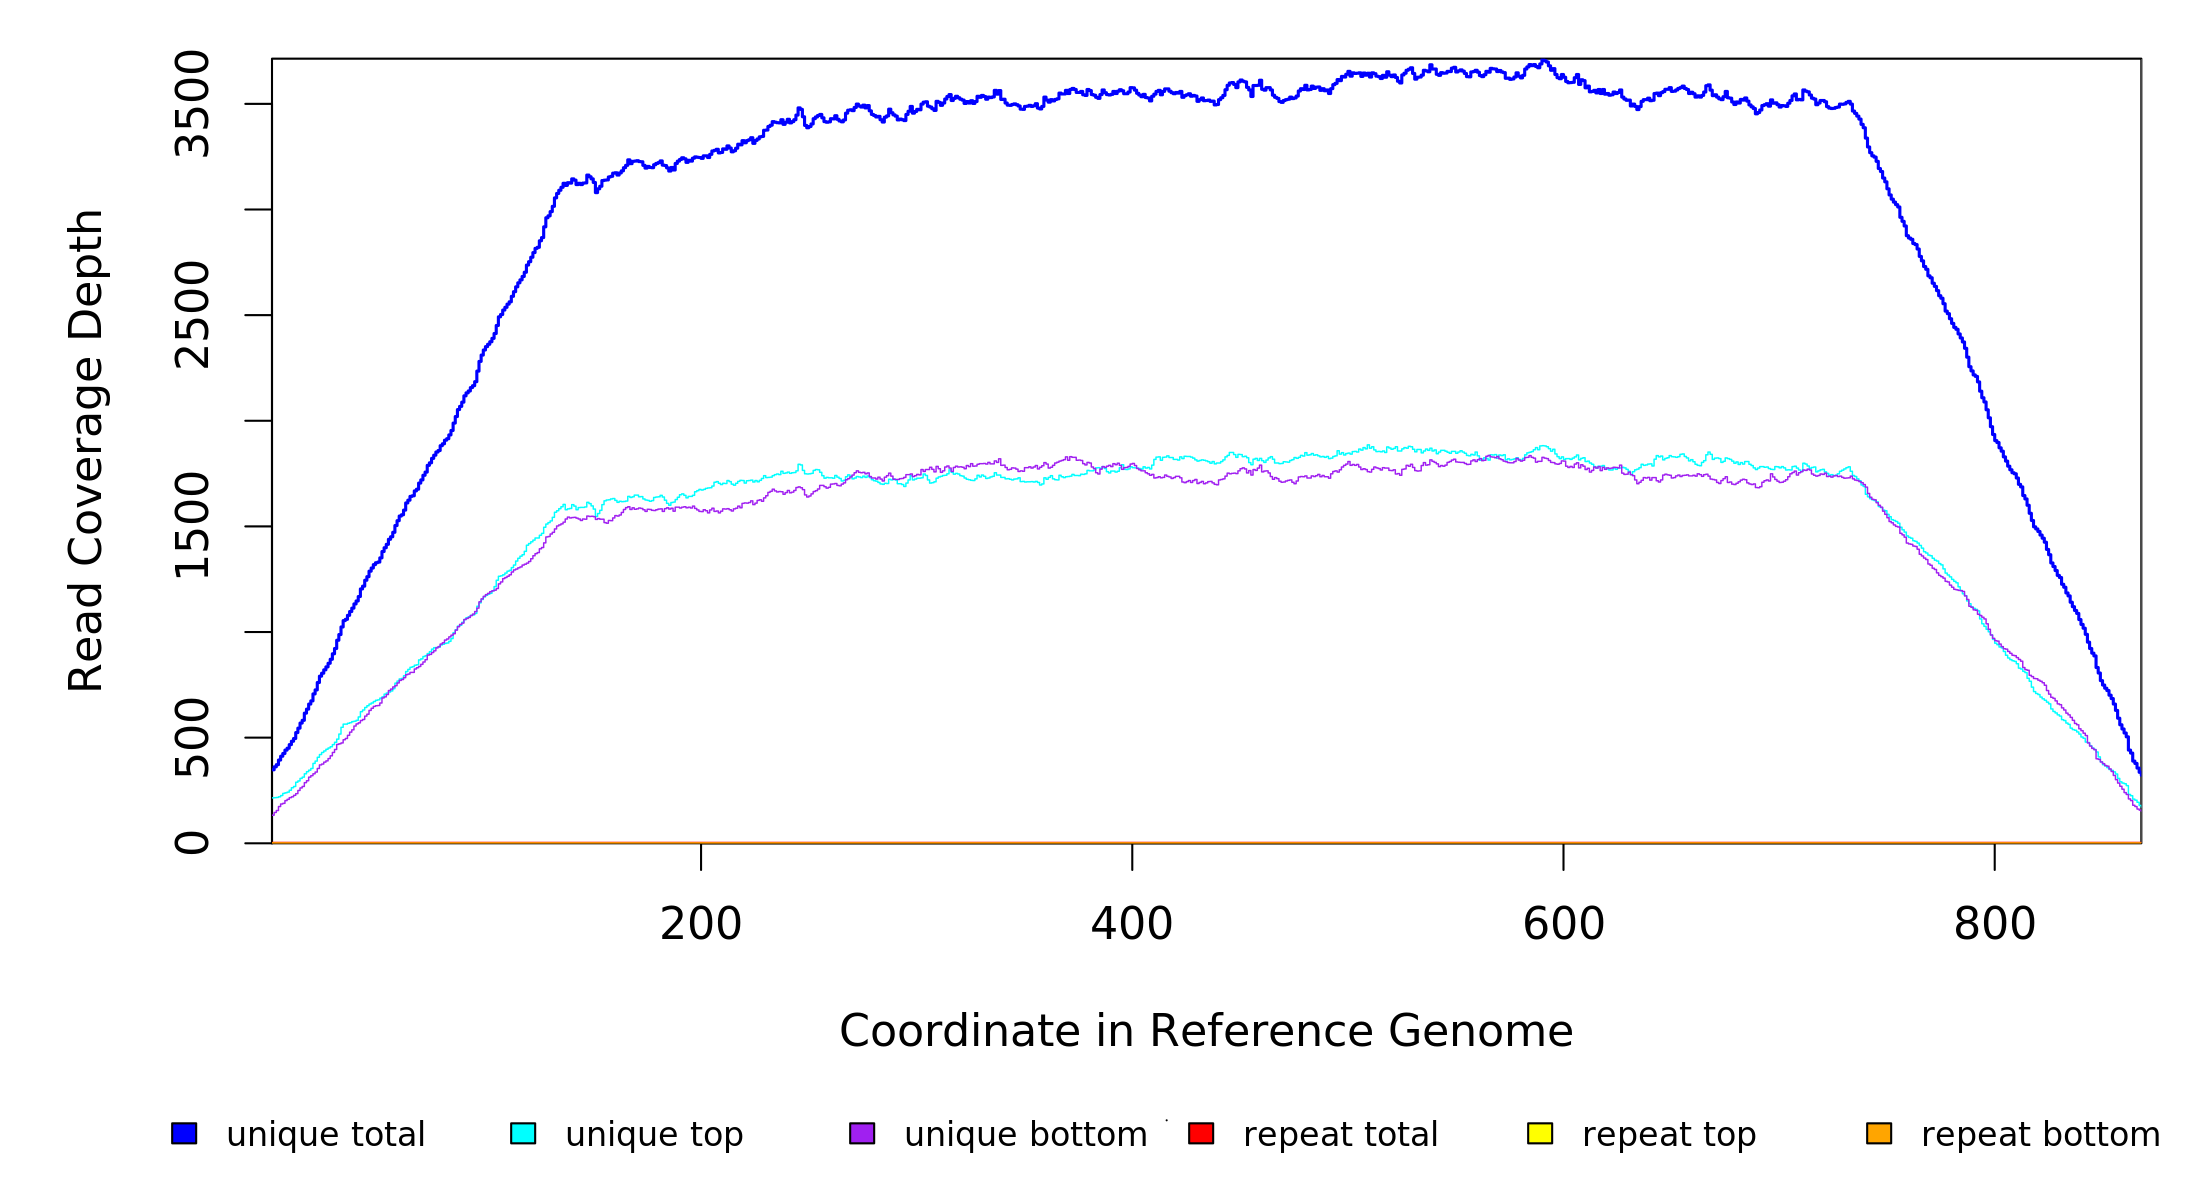 Read Coverage Depth
3500
2500
1500
500
0
200 400 600 800
Coordinate in Reference Genome
unique total unique top unique bottom repeat total repeat top repeat bottom